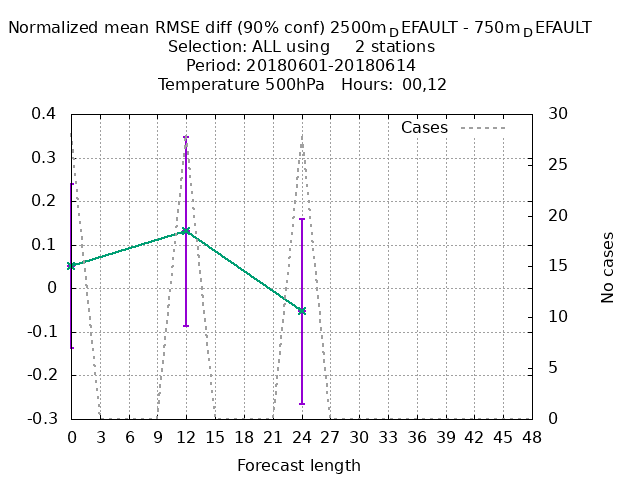 Normalized mean RMSE diff (90% conf) 2500m_DEFAULT - 750m_DEFAULT
Selection: ALL using 2 stations
Period: 20180601-20180614
Temperature 500hPa Hours: 00,12
Cases
0.4
0.3
0.2
0.1
0
-0.1
-0.2
-0.3
30
25
20
15
10
5
0
No cases
0 3 6 9 12 15 18 21 24 27 30 33 36 39 42 45 48
Forecast length